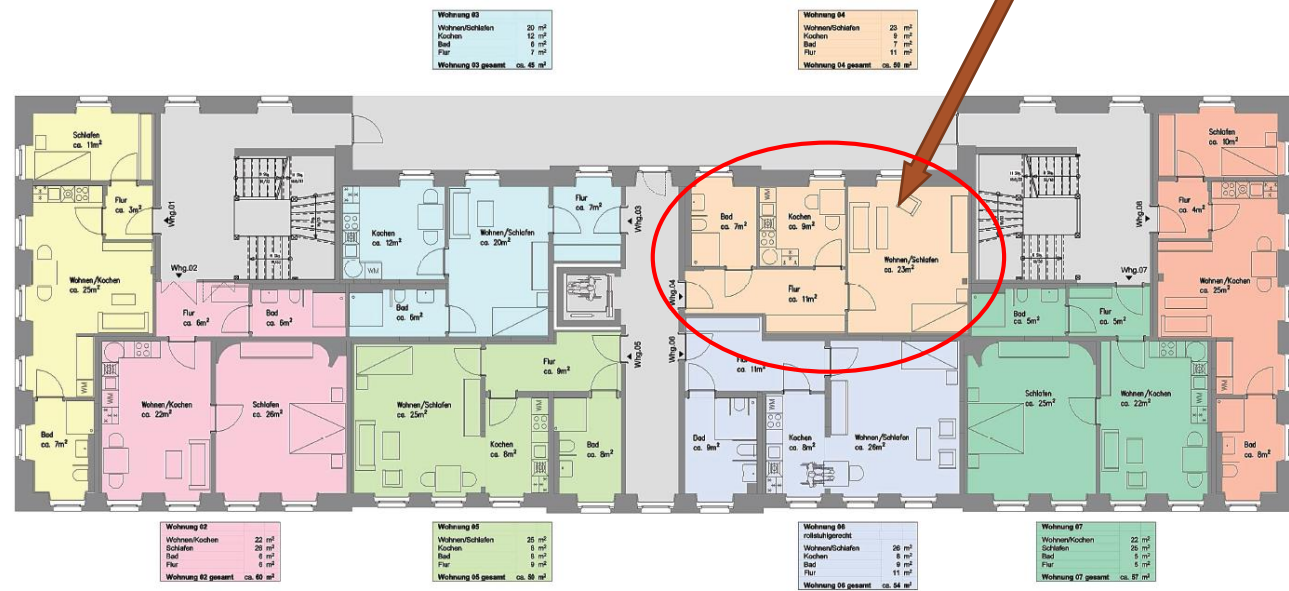 Wohnung 03
Wohnen/Schlafen 20 m²
Kochen 12 m²
Bad 6 m²
Flur 7 m²
Wohnung 03 gesamt ca. 45 m²
Wohnung 04
Wohnen/Schlafen 23 m²
Kochen 9 m²
Bad 7 m²
Flur 11 m²
Wohnung 04 gesamt ca. 50 m²
Schlafen
ca. 11m²
Flur
ca. 3m²
Whg.01
Wohnen/Kochen
ca. 25m²
Bad
ca. 7m²
WM
Whg.02
Flur
ca. 6m²
Bad
ca. 6m²
Wohnen/Kochen
ca. 22m²
WM
Schlafen
ca. 26m²
Kochen
ca. 12m²
WM
Wohnen/Schlafen
ca. 20m²
Flur
ca. 7m²
Whg.03
Bad
ca. 6m²
Wohnen/Schlafen
ca. 25m²
Flur
ca. 9m²
Whg.05
Kochen
ca. 8m²
WM
Bad
ca. 8m²
Bad
ca. 7m²
WM
Kochen
ca. 9m²
Wohnen/Schlafen
ca. 23m²
Flur
ca. 11m²
Whg.04
Whg.06
Flur
ca. 11m²
Bad
ca. 9m²
Kochen
ca. 8m²
WM
Wohnen/Schlafen
ca. 26m²
Bad
ca. 5m²
Flur
ca. 5m²
Whg.07
Schlafen
ca. 25m²
Wohnen/Kochen
ca. 22m²
WM
Whg.08
Schlafen
ca. 10m²
Flur
ca. 4m²
Wohnen/Kochen
ca. 25m²
WM
Bad
ca. 8m²
Wohnung 02
Wohnen/Kochen 22 m²
Schlafen 26 m²
Bad 6 m²
Flur 6 m²
Wohnung 02 gesamt ca. 60 m²
Wohnung 05
Wohnen/Schlafen 25 m²
Kochen 8 m²
Bad 8 m²
Flur 9 m²
Wohnung 05 gesamt ca. 50 m²
Wohnung 06
rollstuhlgerecht
Wohnen/Schlafen 26 m²
Kochen 8 m²
Bad 9 m²
Flur 11 m²
Wohnung 06 gesamt ca. 54 m²
Wohnung 07
Wohnen/Kochen 22 m²
Schlafen 25 m²
Bad 5 m²
Flur 5 m²
Wohnung 07 gesamt ca. 57 m²